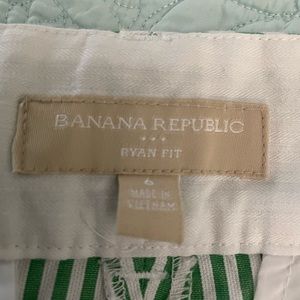 BANANA REPUBLIC
RYAN FIT
6
MADE IN
VIETNAM